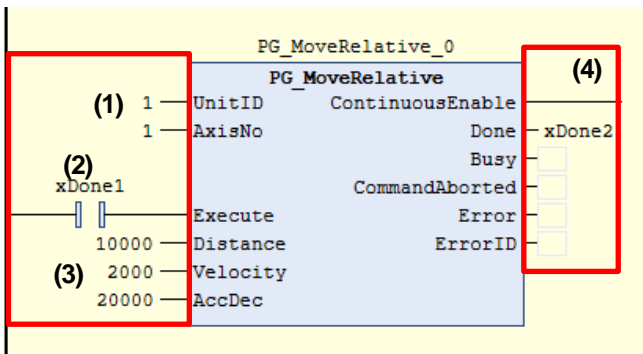 PG_MoveRelative_0
PG_MoveRelative
(4)
(1) 1 UnitID ContinuousEnable
1 AxisNo Done xDone2
(2) Busy
xDone1 CommandAborted
Execute Error
10000 Distance ErrorID
(3) 2000 Velocity
20000 AccDec